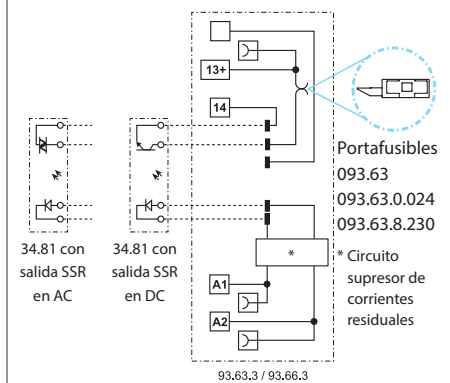 13+
14
Portafusibles
093.63
093.63.0.024
093.63.8.230
34.81 con
salida SSR
en AC
34.81 con
salida SSR
en DC
*
* Circuito
supresor de
corrientes
residuales
A1
A2
93.63.3 / 93.66.3